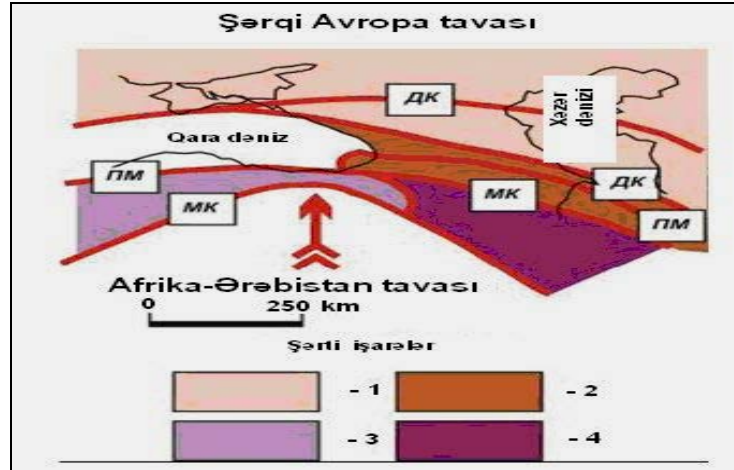 Şərqi Avropa tavası
ДК
Xəzər dənizi
Qara dəniz
ПМ
МК
МК
ДК
ПМ
Afrika-Ərəbistan tavası
0 250 km
Şərti işarələr
- 1 - 2
- 3 - 4